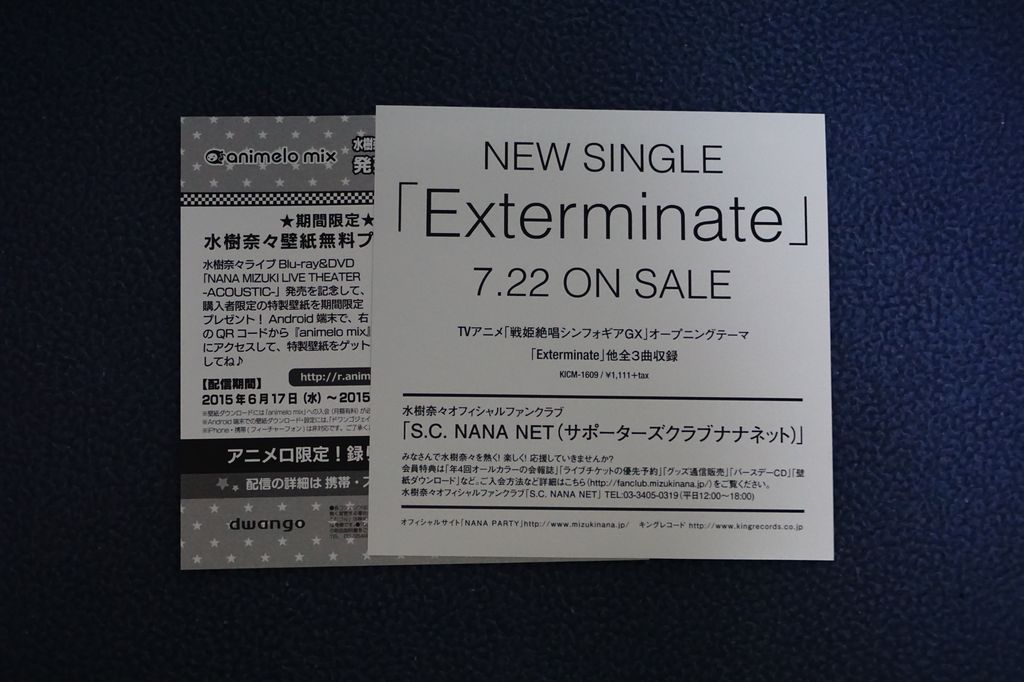 animelo mix
水樹
発
★期間限定★
水樹奈々壁紙無料プ
水樹奈々ライブ Blu-ray&DVD
「NANA MIZUKI LIVE THEATER
-ACOUSTIC-」発売を記念して、
購入者限定の特製壁紙を期間限定
プレゼント！ Android 端末で、右
の QR コードから『animelo mix』
にアクセスして、特製壁紙をゲット
してね♪
【配信期間】
http://r.anim
2015年6月17日（水）～2015
アニメロ限定！録り
配信の詳細は 携帯・ス
dwango
NEW SINGLE
「Exterminate」
7.22 ON SALE
TVアニメ「戦姫絶唱シンフォギアGX」オープニングテーマ
「Exterminate」他全3曲収録
KICM-1609 / ¥1,111+tax
水樹奈々オフィシャルファンクラブ
「S.C. NANA NET（サポーターズクラブナナネット）」
みなさんで水樹奈々を熱く！楽しく！応援していきませんか？
会員特典は「年4回オールカラーの会報誌」「ライブチケットの優先予約」「グッズ通信販売」「バースデーCD」「壁
紙ダウンロード」など。ご入会方法など詳細はこちら(http://fanclub.mizukinana.jp/)をご覧ください。
水樹奈々オフィシャルファンクラブ「S.C. NANA NET」 TEL:03-3405-0319（平日12:00～18:00）
オフィシャルサイト「NANA PARTY」http://www.mizukinana.jp/ キングレコード http://www.kingrecords.co.jp